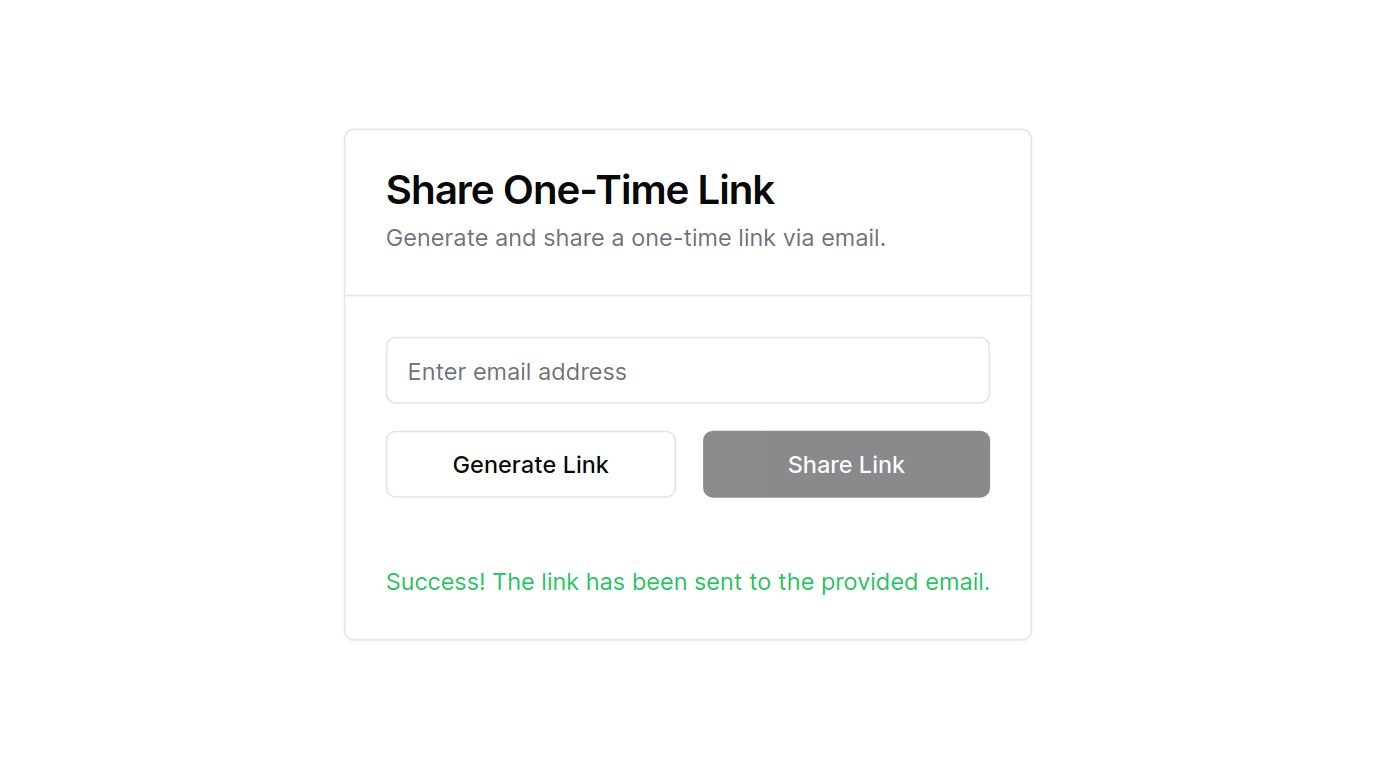 Share One-Time Link
Generate and share a one-time link via email.
Enter email address
Generate Link
Share Link
Success! The link has been sent to the provided email.